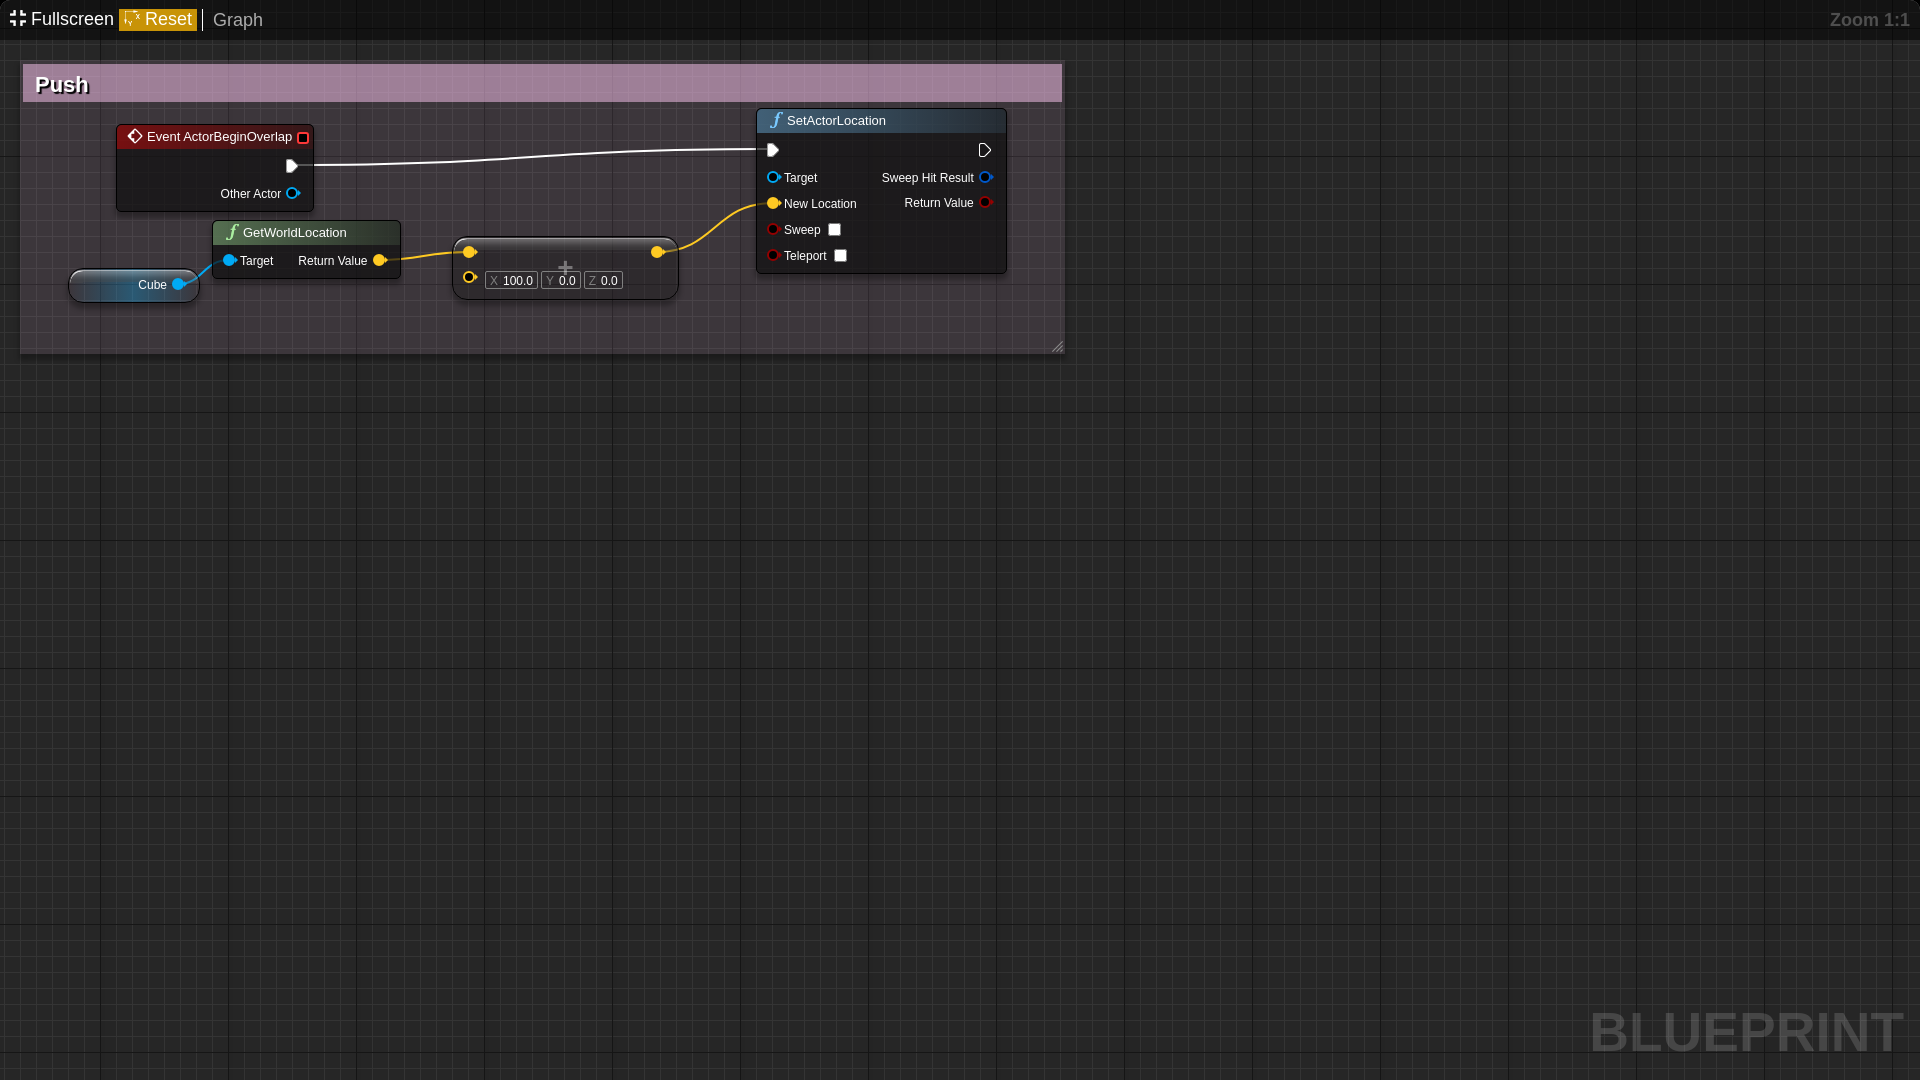 Fullscreen Reset Graph Zoom 1:1
Push
Event ActorBeginOverlap
Other Actor
GetWorldLocation
Target Return Value
Cube
X 100.0 Y 0.0 Z 0.0
SetActorLocation
Target Sweep Hit Result
New Location Return Value
Sweep
Teleport
BLUEPRINT